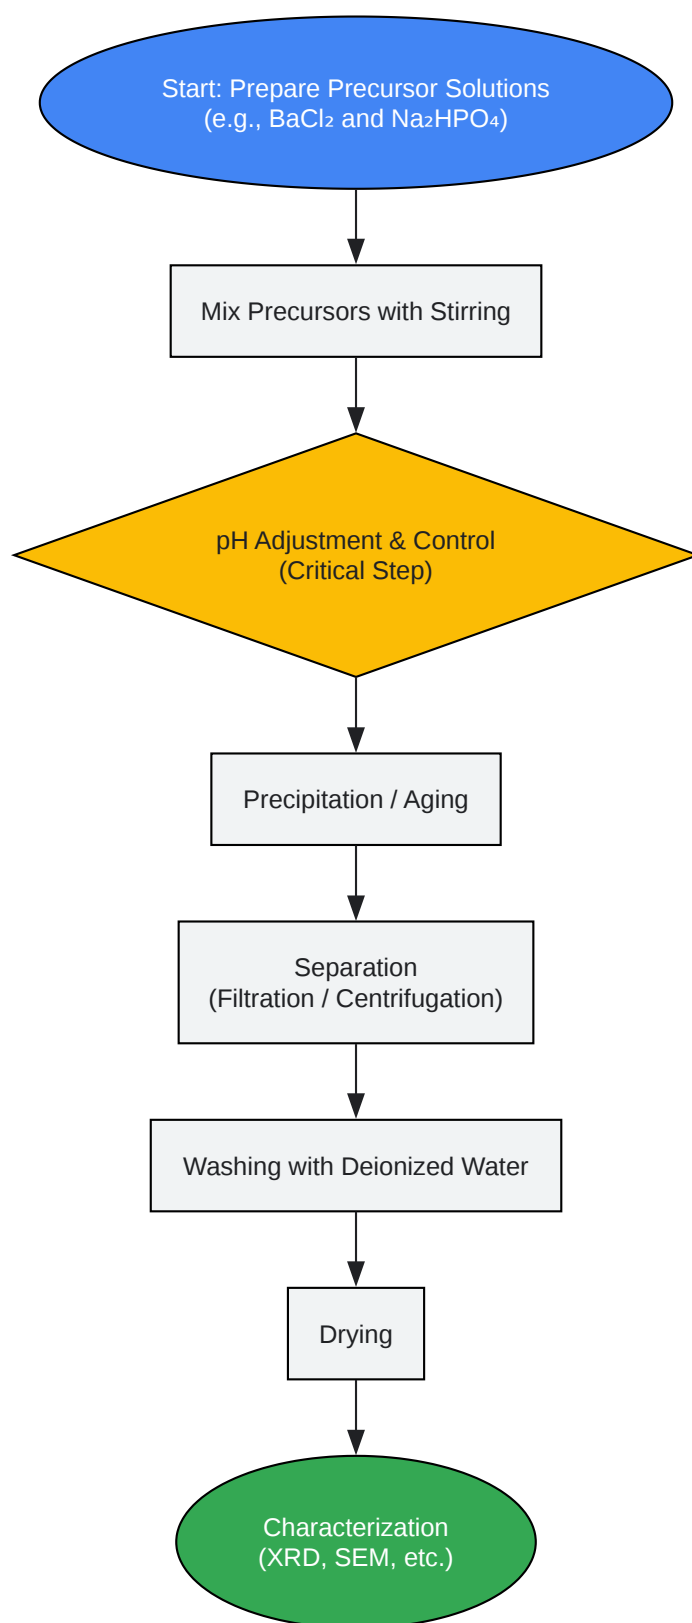 Start: Prepare Precursor Solutions
(e.g., BaCl₂ and Na₂HPO₄)
Mix Precursors with Stirring
pH Adjustment & Control
(Critical Step)
Precipitation / Aging
Separation
(Filtration / Centrifugation)
Washing with Deionized Water
Drying
Characterization
(XRD, SEM, etc.)